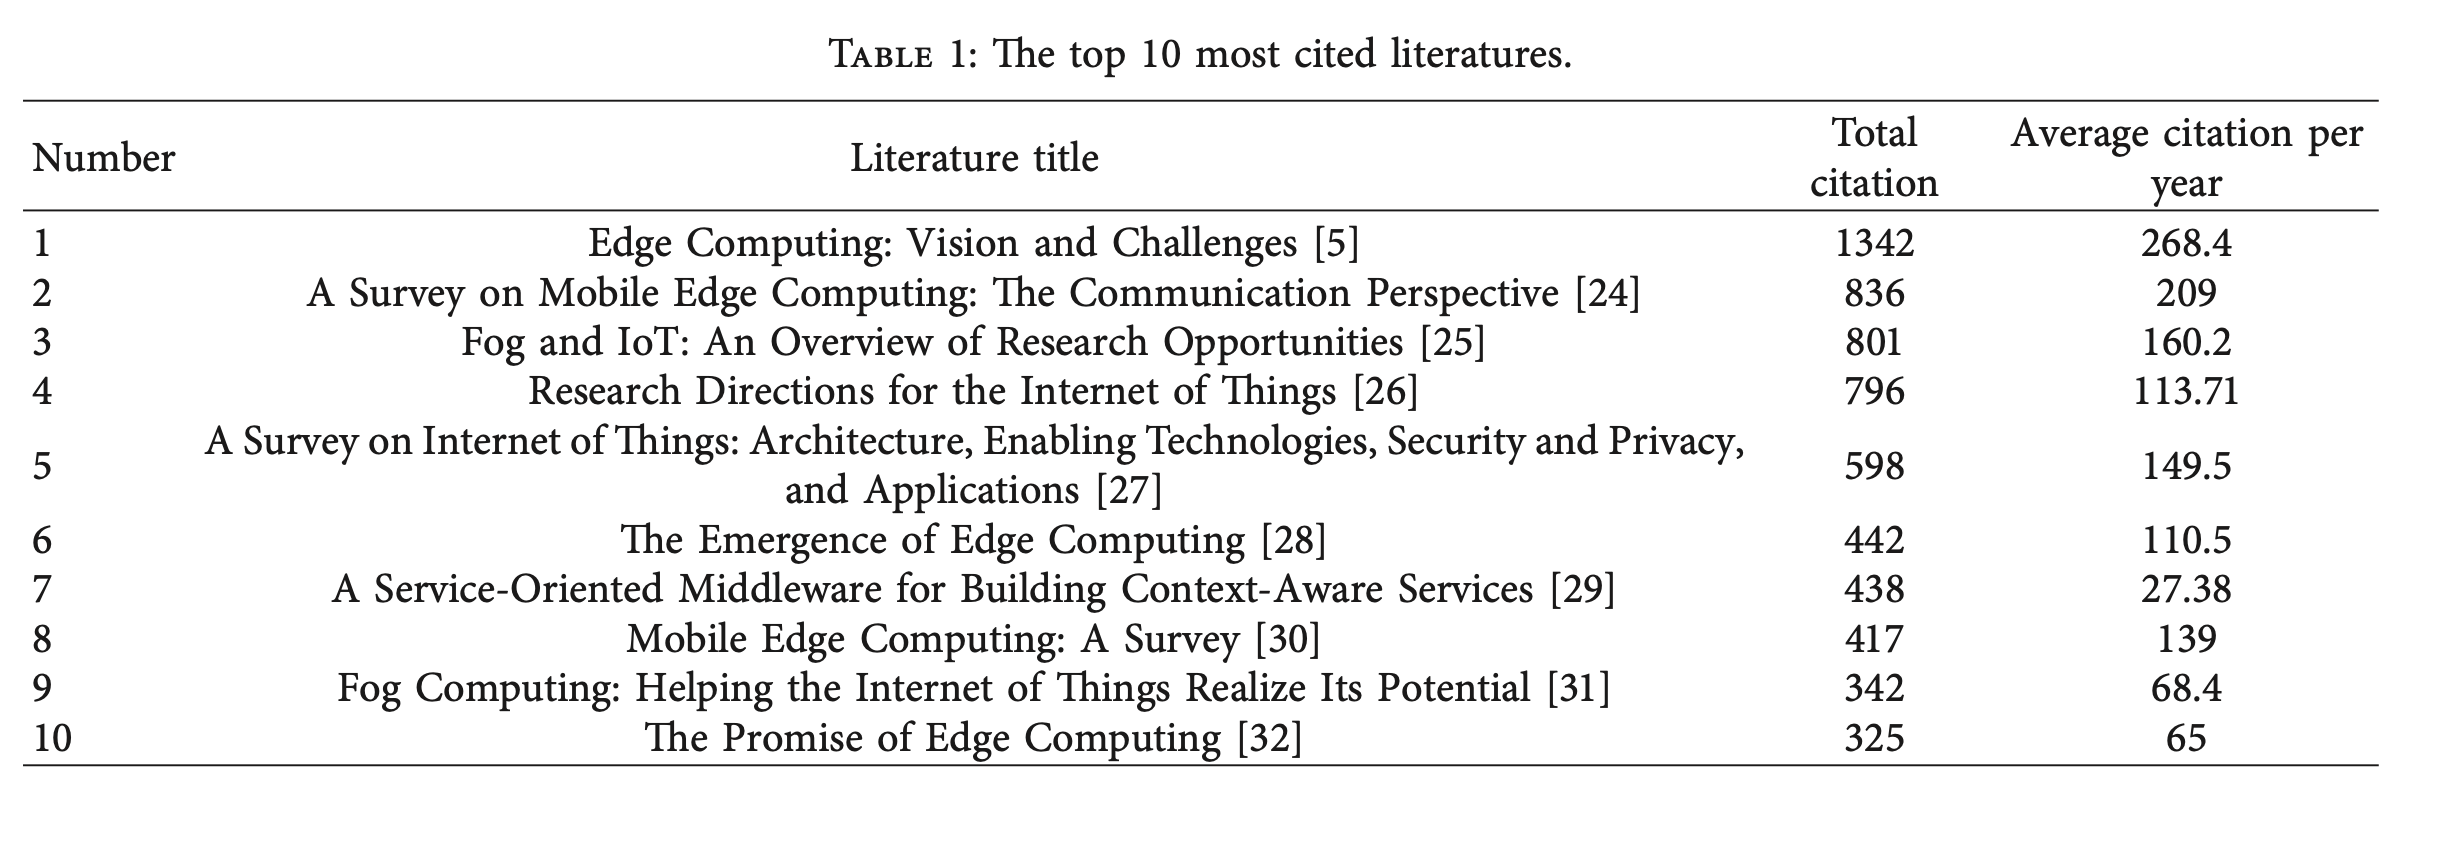 TABLE 1: The top 10 most cited literatures.
Number Literature title Total citation Average citation per year
1 Edge Computing: Vision and Challenges [5] 1342 268.4
2 A Survey on Mobile Edge Computing: The Communication Perspective [24] 836 209
3 Fog and IoT: An Overview of Research Opportunities [25] 801 160.2
4 Research Directions for the Internet of Things [26] 796 113.71
5 A Survey on Internet of Things: Architecture, Enabling Technologies, Security and Privacy, and Applications [27] 598 149.5
6 The Emergence of Edge Computing [28] 442 110.5
7 A Service-Oriented Middleware for Building Context-Aware Services [29] 438 27.38
8 Mobile Edge Computing: A Survey [30] 417 139
9 Fog Computing: Helping the Internet of Things Realize Its Potential [31] 342 68.4
10 The Promise of Edge Computing [32] 325 65